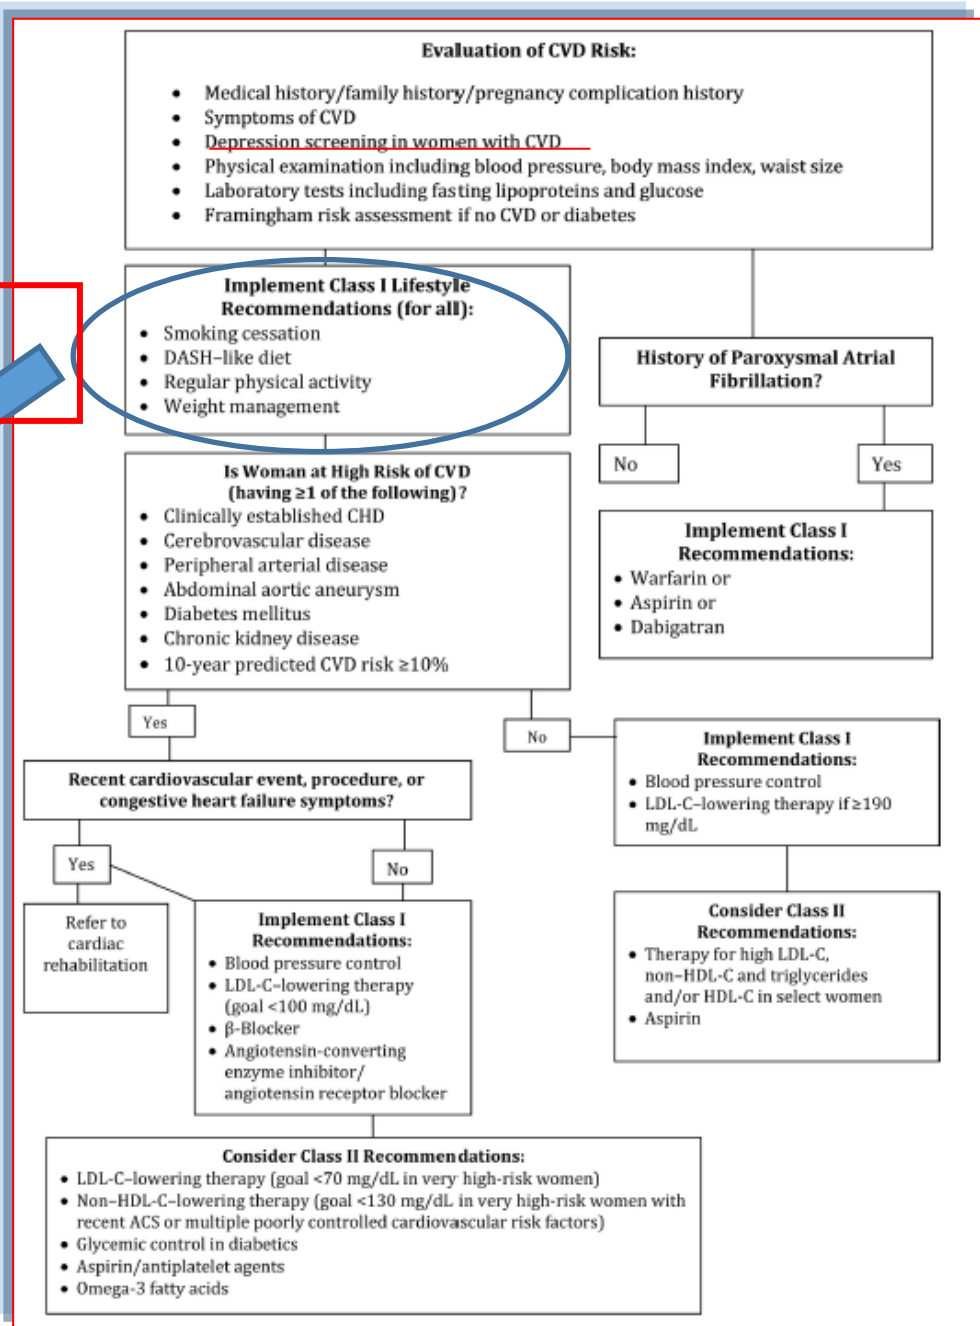 Evaluation of CVD Risk:
• Medical history/family history/pregnancy complication history
• Symptoms of CVD
• Depression screening in women with CVD
• Physical examination including blood pressure, body mass index, waist size
• Laboratory tests including fasting lipoproteins and glucose
• Framingham risk assessment if no CVD or diabetes
Implement Class I Lifestyle
Recommendations (for all):
• Smoking cessation
• DASH–like diet
• Regular physical activity
• Weight management
History of Paroxysmal Atrial
Fibrillation?
No
Yes
Implement Class I
Recommendations:
• Warfarin or
• Aspirin or
• Dabigatran
Is Woman at High Risk of CVD
(having ≥1 of the following)?
• Clinically established CHD
• Cerebrovascular disease
• Peripheral arterial disease
• Abdominal aortic aneurysm
• Diabetes mellitus
• Chronic kidney disease
• 10-year predicted CVD risk ≥10%
Yes
No
Implement Class I
Recommendations:
• Blood pressure control
• LDL-C–lowering therapy if ≥190
mg/dL
Recent cardiovascular event, procedure, or
congestive heart failure symptoms?
Yes
No
Refer to
cardiac
rehabilitation
Implement Class I
Recommendations:
• Blood pressure control
• LDL-C–lowering therapy
(goal <100 mg/dL)
• β-Blocker
• Angiotensin-converting
enzyme inhibitor/
angiotensin receptor blocker
Consider Class II
Recommendations:
• Therapy for high LDL-C,
non–HDL-C and triglycerides
and/or HDL-C in select women
• Aspirin
Consider Class II Recommendations:
• LDL-C–lowering therapy (goal <70 mg/dL in very high-risk women)
• Non–HDL-C–lowering therapy (goal <130 mg/dL in very high-risk women with
recent ACS or multiple poorly controlled cardiovascular risk factors)
• Glycemic control in diabetics
• Aspirin/antiplatelet agents
• Omega-3 fatty acids